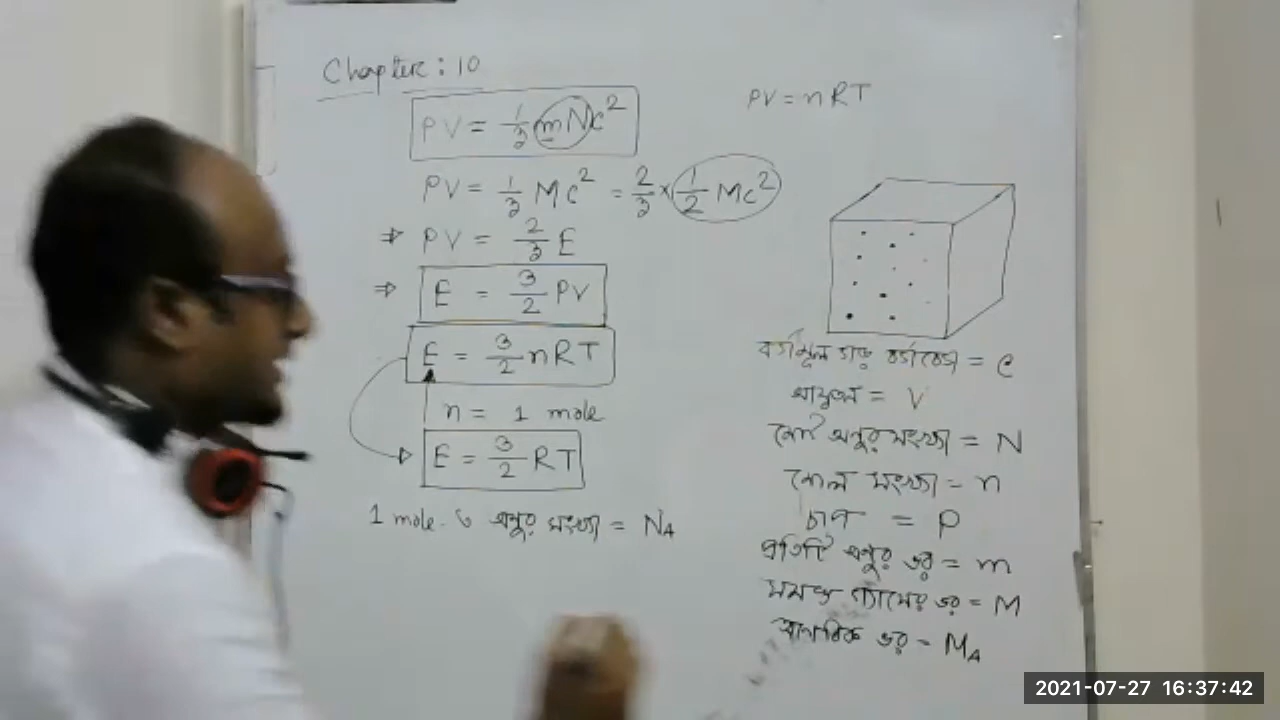 Chapter: 10
PV = 1/3 mNc²
PV = nRT
PV = 1/3 Mc² = 2/3 × 1/2 Mc²
⇒ PV = 2/3 E
⇒ E = 3/2 PV
E = 3/2 nRT
n = 1 mole
E = 3/2 RT
1 mole এ অণুর সংখ্যা = N_A
বর্গমূল গড় বর্গবেগ = c
আয়তন = V
মোট অণুর সংখ্যা = N
মোল সংখ্যা = n
চাপ = P
প্রতিটি অণুর ভর = m
সমস্ত গ্যাসের ভর = M
আণবিক ভর = M_A
2021-07-27 16:37:42